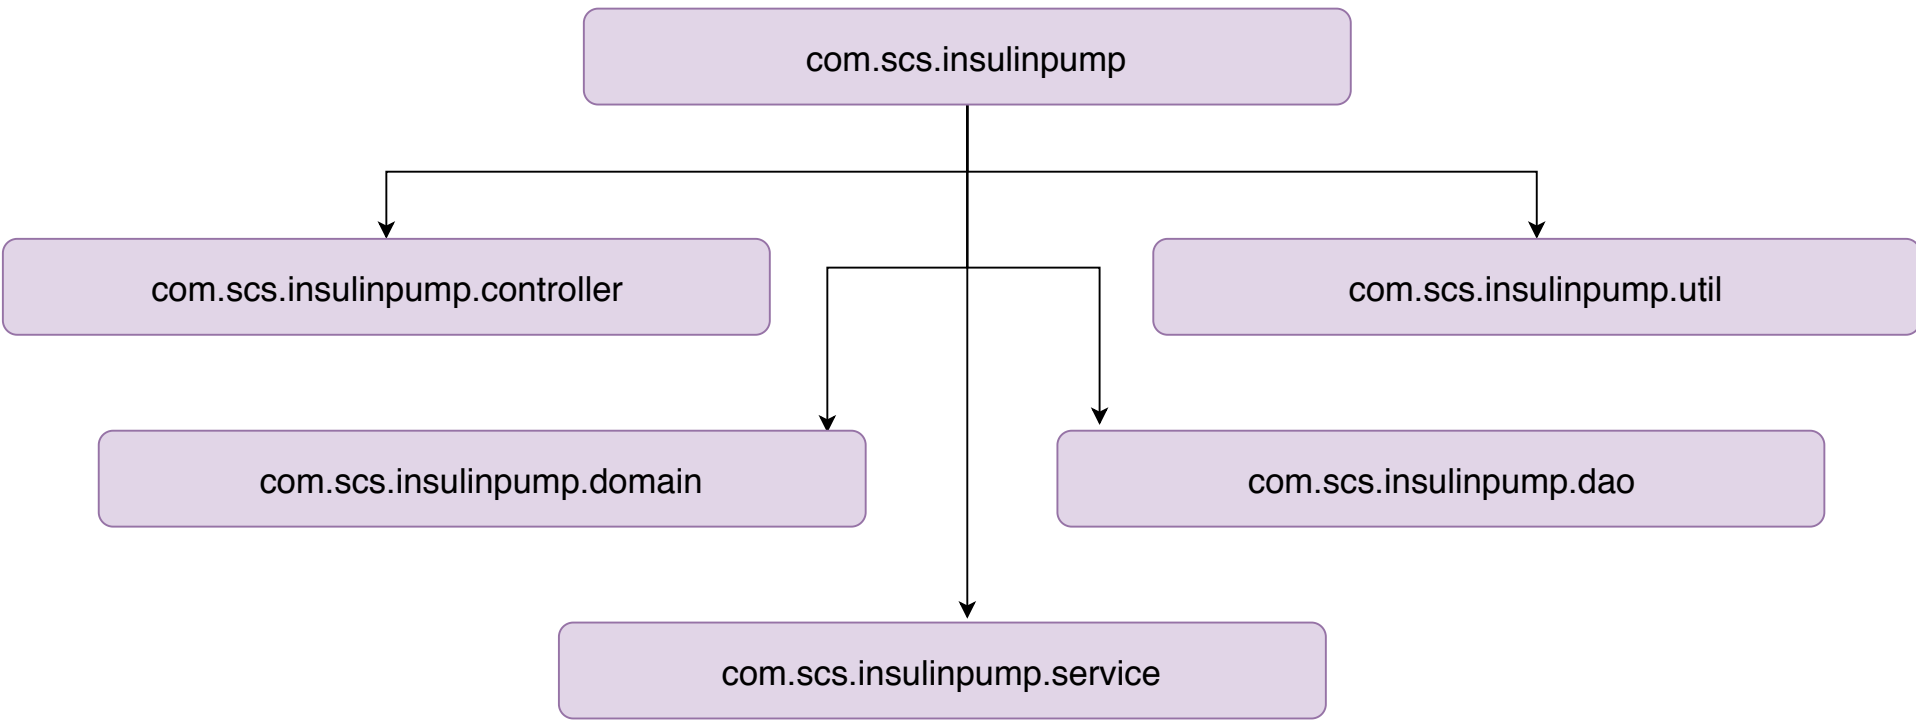 com.scs.insulinpump
com.scs.insulinpump.controller
com.scs.insulinpump.util
com.scs.insulinpump.domain
com.scs.insulinpump.dao
com.scs.insulinpump.service